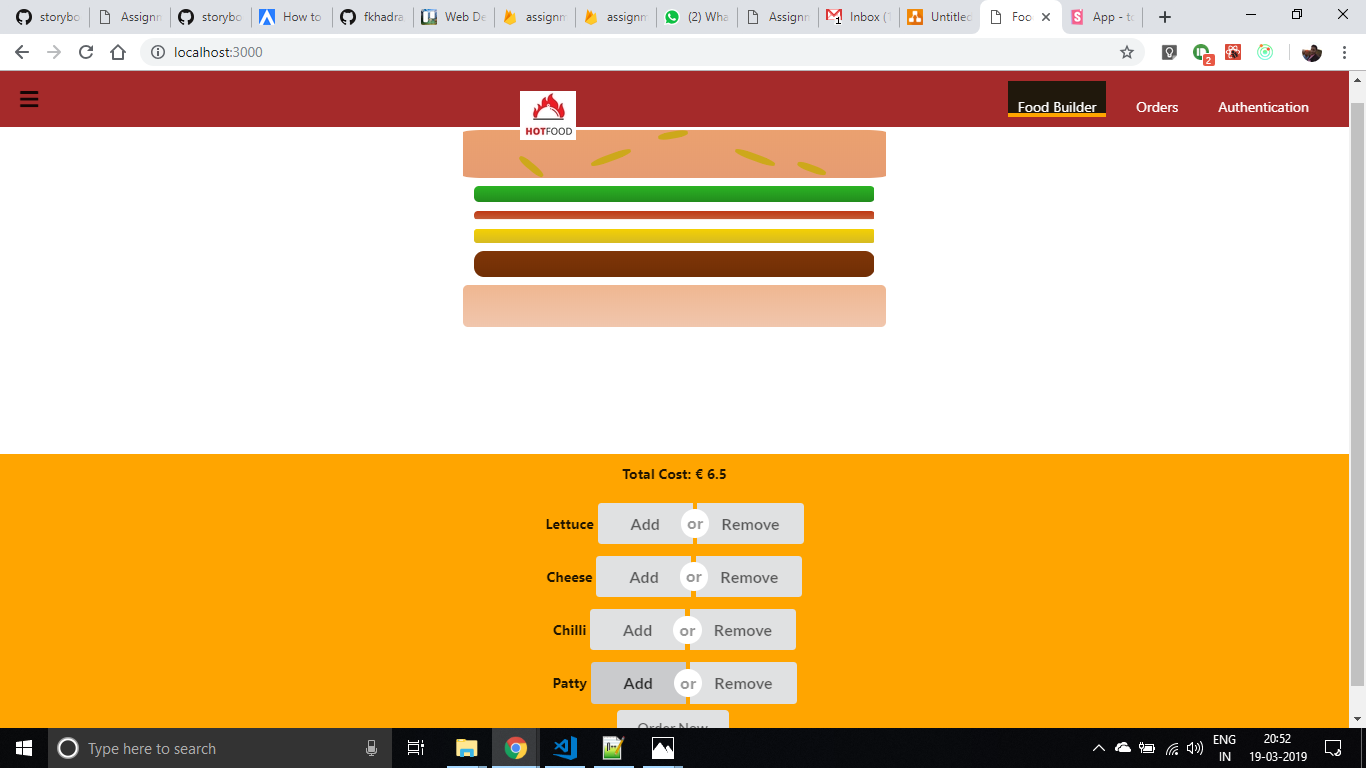 storybo Assignm storybo How to fkhadra Web De assignm assignm (2) Wha Assignm Inbox (1 Untitled Foo App - to
localhost:3000
2
HOTFOOD
Food Builder Orders Authentication
Total Cost: € 6.5
Lettuce Add or Remove
Cheese Add or Remove
Chilli Add or Remove
Patty Add or Remove
Order Now
Type here to search
ENG 20:52
IN 19-03-2019